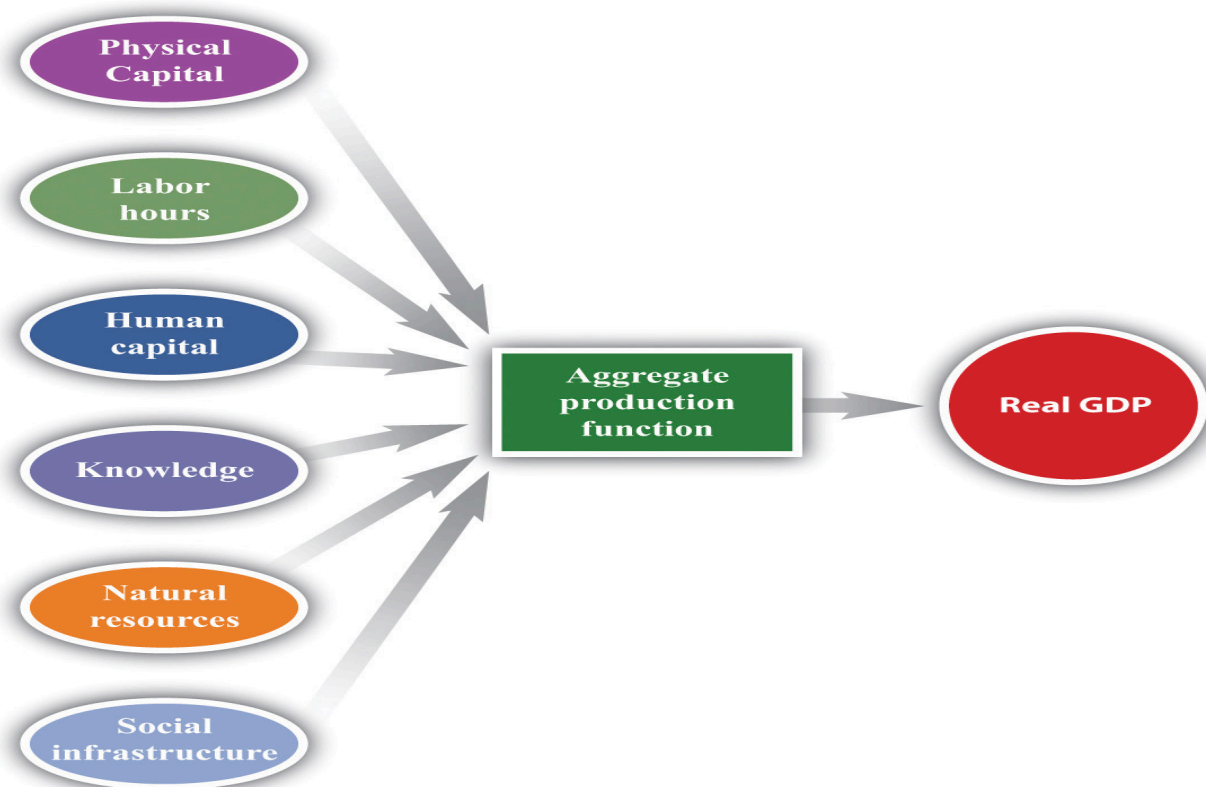 Physical
Capital
Labor
hours
Human
capital
Knowledge
Natural
resources
Social
infrastructure
Aggregate
production
function
Real GDP